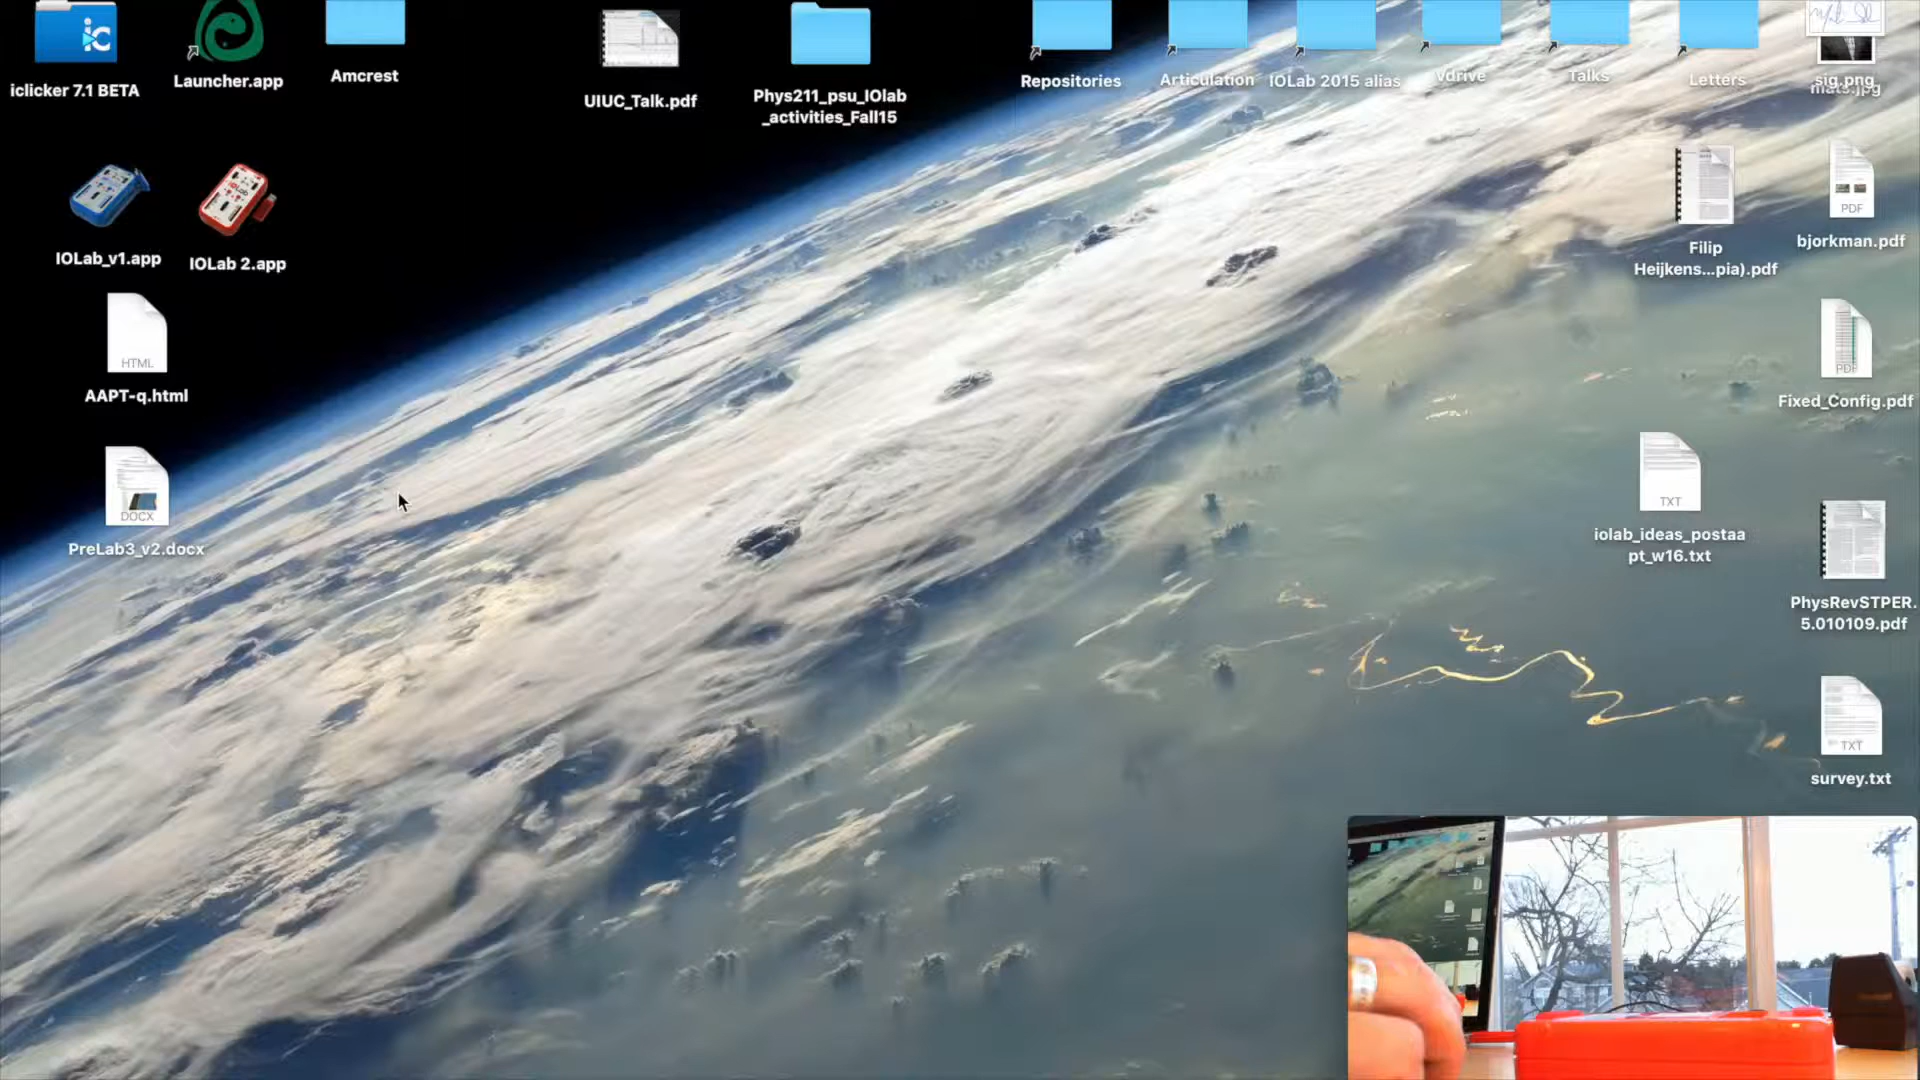 iclicker 7.1 BETA
Launcher.app
Amcrest
UIUC_Talk.pdf
Phys211_psu_IOlab
_activities_Fall15
Repositories
Articulation
IOLab 2015 alias
Vdrive
Talks
Letters
sig.png
IOLab_v1.app
IOLab 2.app
Filip
Heijkens...pia).pdf
PDF
bjorkman.pdf
HTML
AAPT-q.html
PDF
Fixed_Config.pdf
DOCX
PreLab3_v2.docx
TXT
iolab_ideas_postaa
pt_w16.txt
PhysRevSTPER.
5.010109.pdf
TXT
survey.txt